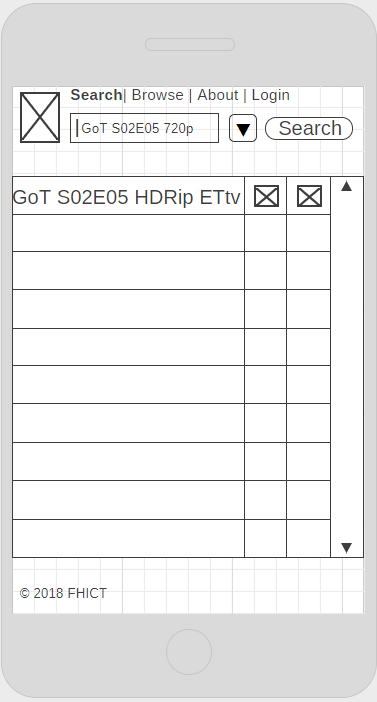 Search| Browse | About | Login
GoT S02E05 720p
Search
GoT S02E05 HDRip ETtv
© 2018 FHICT